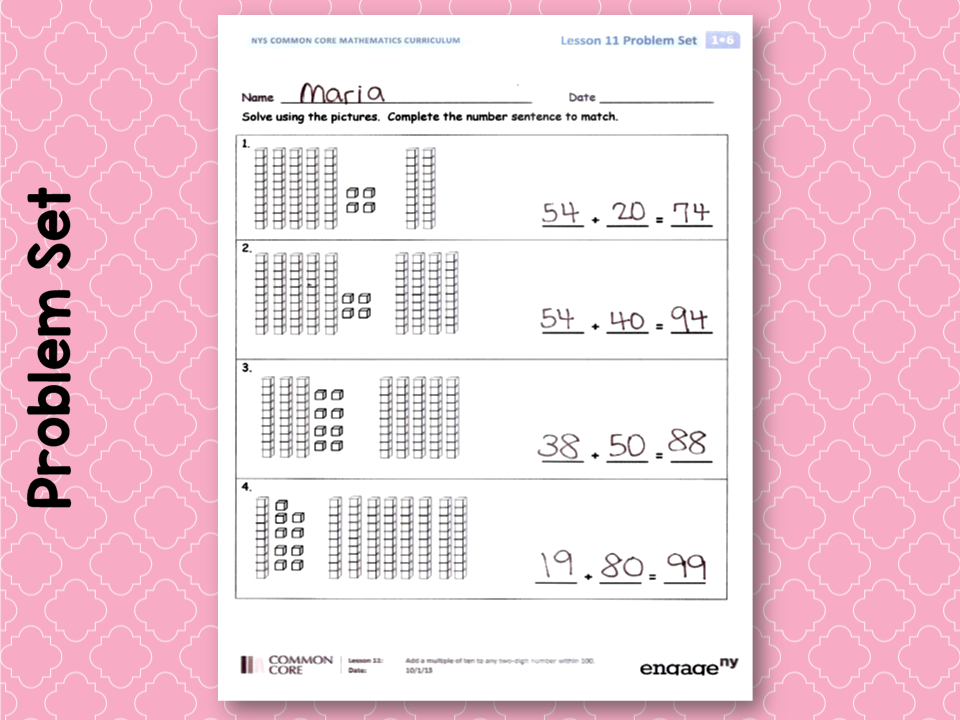 Problem Set
NYS COMMON CORE MATHEMATICS CURRICULUM
Lesson 11 Problem Set 1•6
Name Maria Date
Solve using the pictures. Complete the number sentence to match.
1.
54 + 20 = 74
2.
54 + 40 = 94
3.
38 + 50 = 88
4.
19 + 80 = 99
COMMON CORE
Lesson 11: Add a multiple of ten to any two-digit number within 100.
Date: 10/1/13
engageny